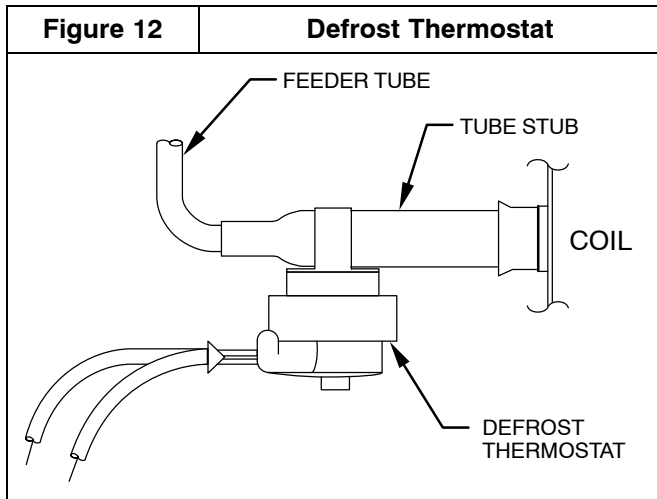 Figure 12
Defrost Thermostat
FEEDER TUBE
TUBE STUB
COIL
DEFROST
THERMOSTAT